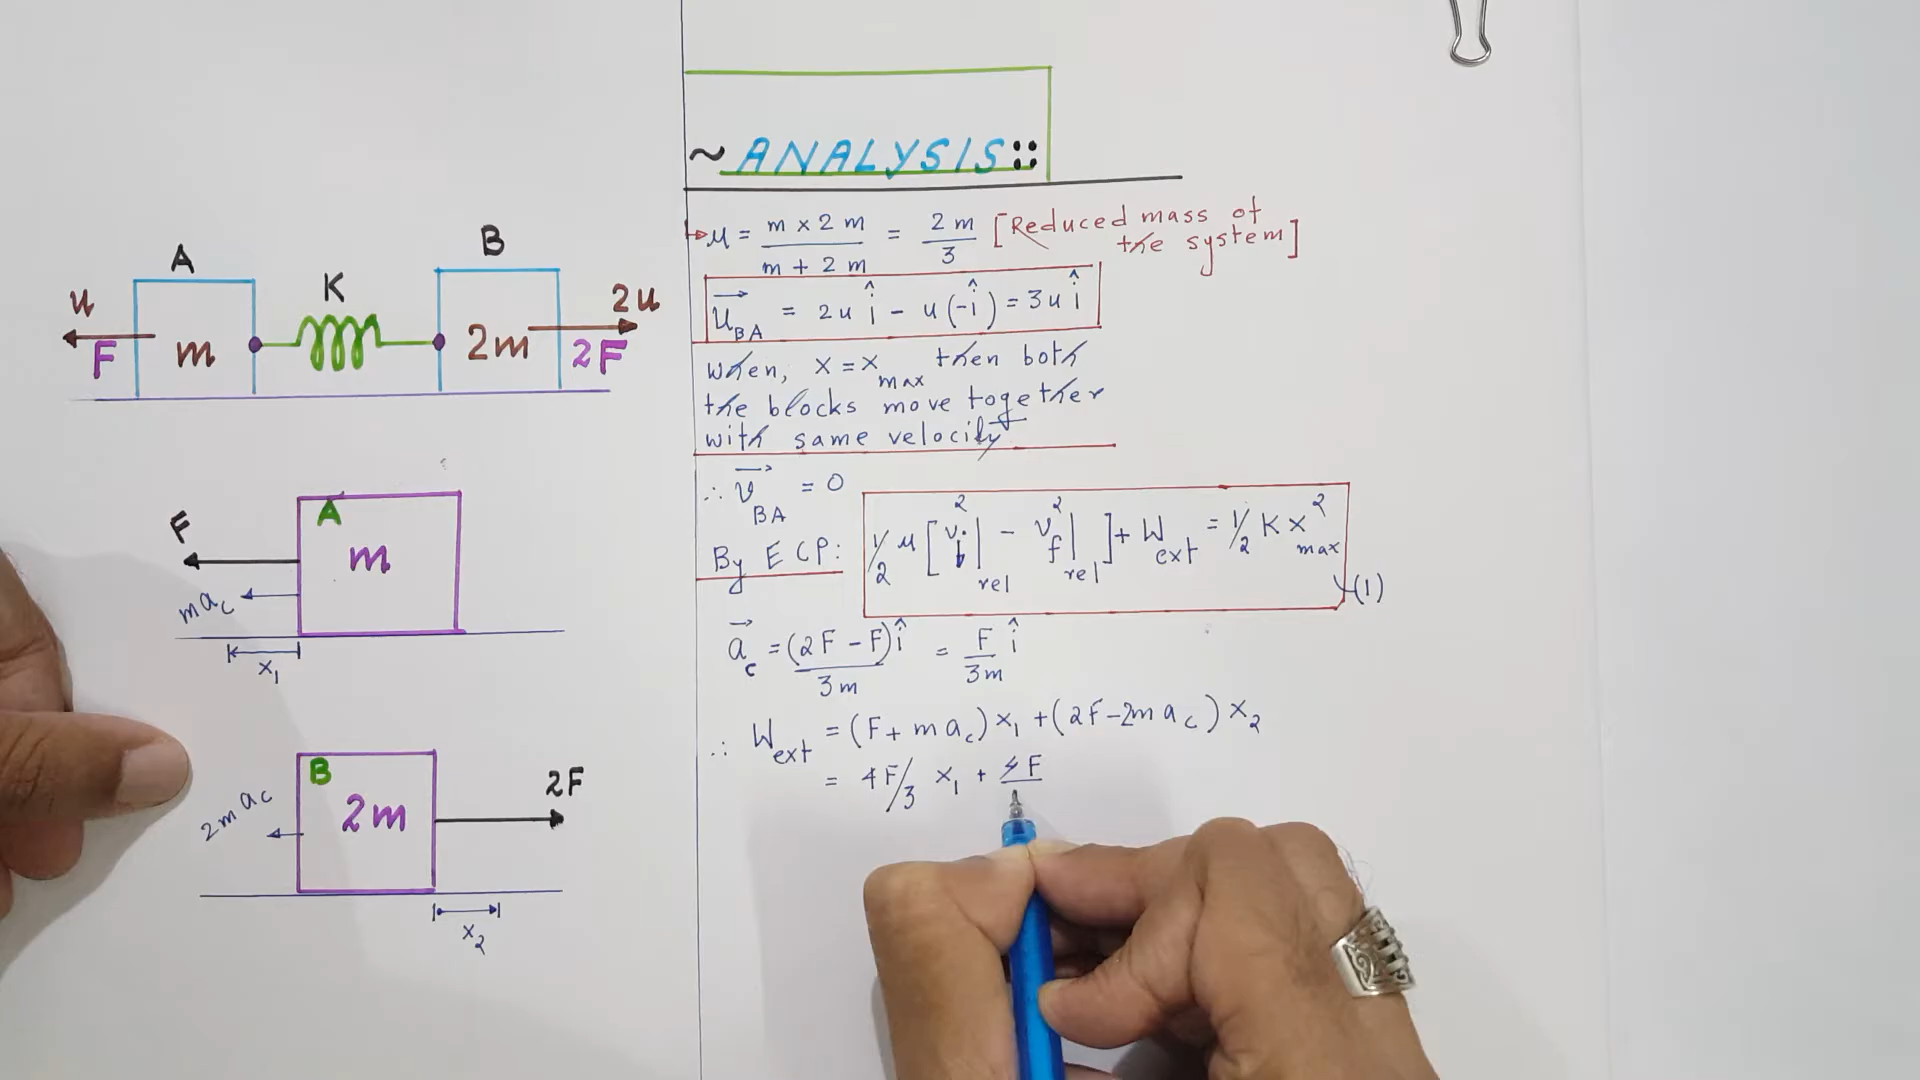 A
B
u
K
2u
F
m
2m
2F
A
F
m
mac
x1
B
2mac
2m
2F
x2
~ANALYSIS::
μ = m x 2m / m + 2m = 2m/3 [Reduced mass of
the system]
u⃗BA = 2u î - u(-î) = 3u î
when, x = xmax then both
the blocks move together
with same velocity
∴ v⃗BA = 0
By ECP: 1/2 μ [vi²|rel - vf²|rel] + Wext = 1/2 K x²max
(1)
a⃗c = (2F - F)î / 3m = F/3m î
∴ Wext = (F + mac)x1 + (2F - 2mac)x2
= 4F/3 x1 + 4F